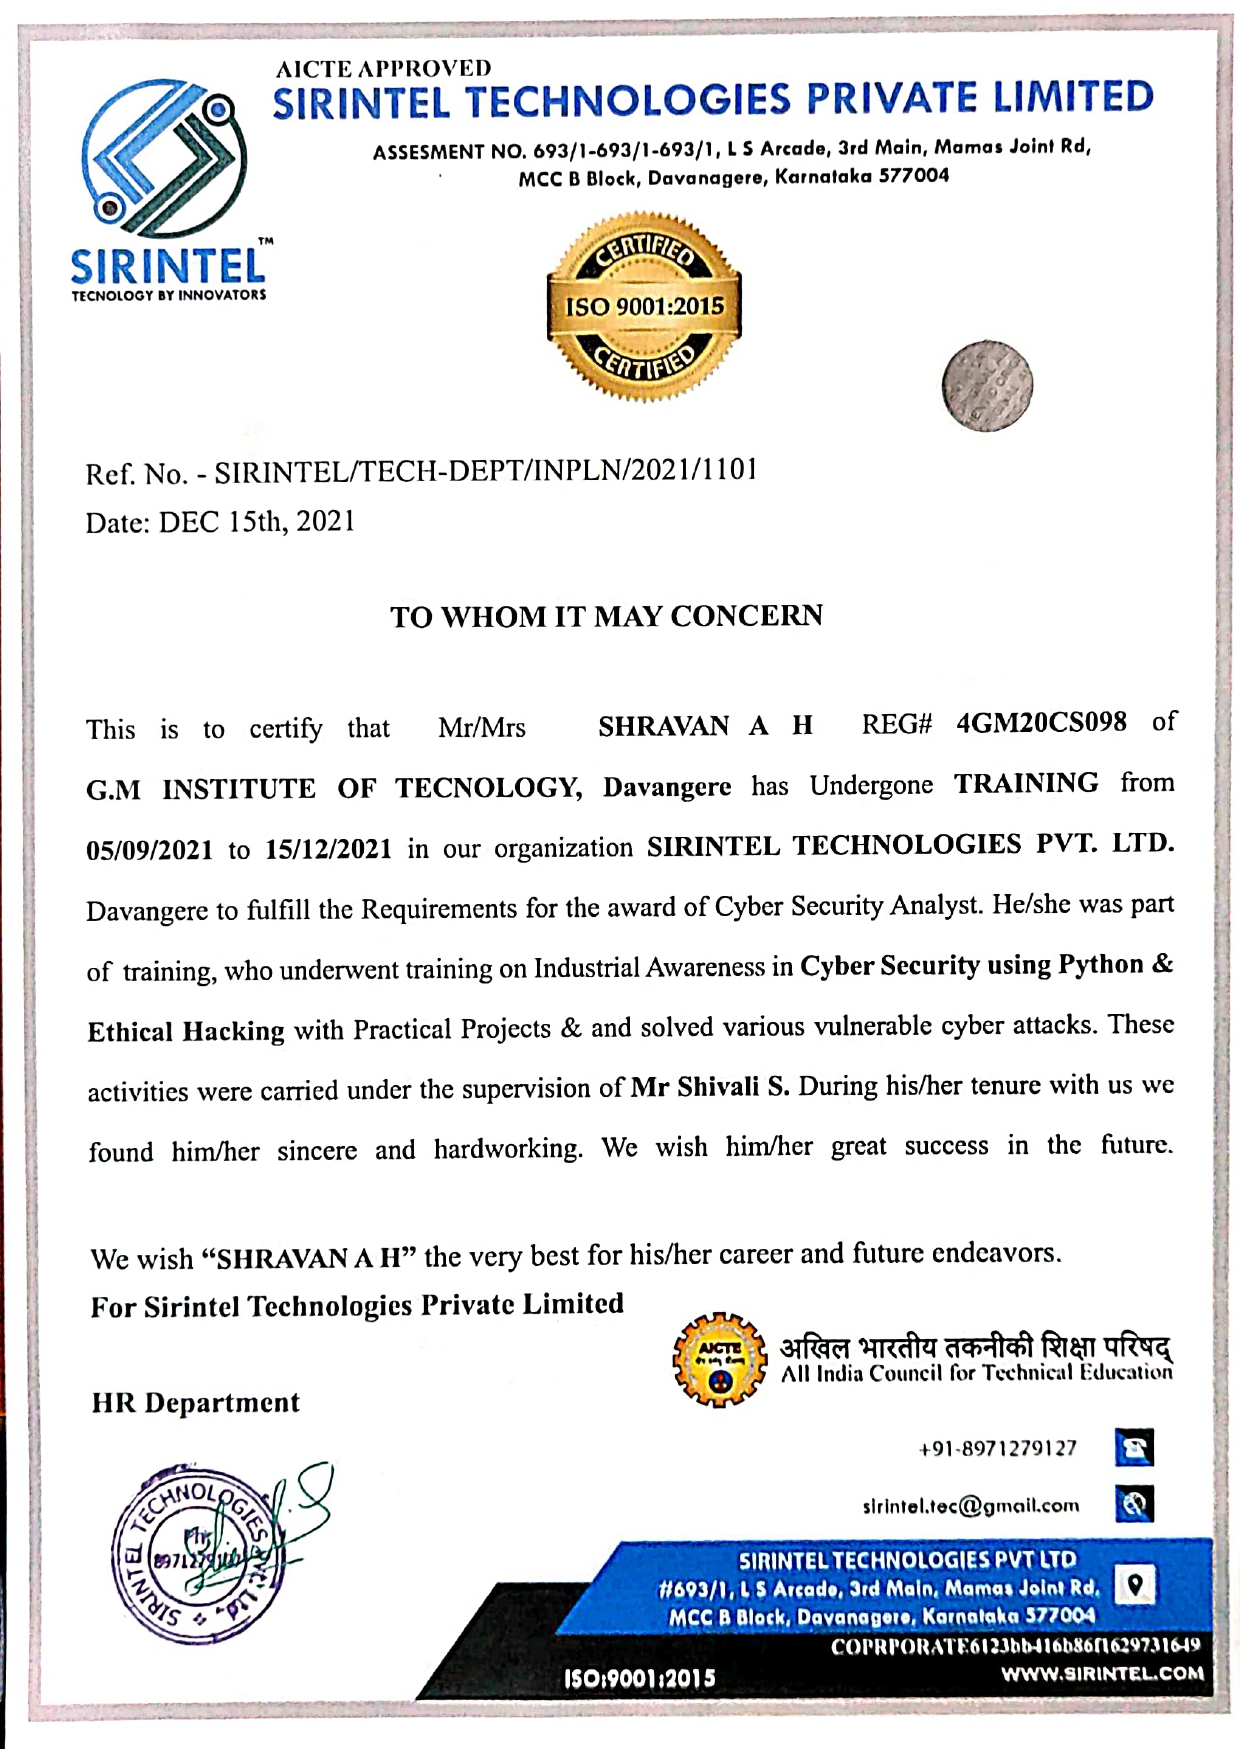 AICTE APPROVED
SIRINTEL TECHNOLOGIES PRIVATE LIMITED
ASSESMENT NO. 693/1-693/1-693/1, L S Arcade, 3rd Main, Mamas Joint Rd,
MCC B Block, Davanagere, Karnataka 577004
SIRINTEL™
TECNOLOGY BY INNOVATORS
CERTIFIED
ISO 9001:2015
CERTIFIED
Ref. No. - SIRINTEL/TECH-DEPT/INPLN/2021/1101
Date: DEC 15th, 2021
TO WHOM IT MAY CONCERN
This is to certify that Mr/Mrs SHRAVAN A H REG# 4GM20CS098 of
G.M INSTITUTE OF TECNOLOGY, Davangere has Undergone TRAINING from
05/09/2021 to 15/12/2021 in our organization SIRINTEL TECHNOLOGIES PVT. LTD.
Davangere to fulfill the Requirements for the award of Cyber Security Analyst. He/she was part
of training, who underwent training on Industrial Awareness in Cyber Security using Python &
Ethical Hacking with Practical Projects & and solved various vulnerable cyber attacks. These
activities were carried under the supervision of Mr Shivali S. During his/her tenure with us we
found him/her sincere and hardworking. We wish him/her great success in the future.
We wish “SHRAVAN A H” the very best for his/her career and future endeavors.
For Sirintel Technologies Private Limited
AICTE
अखिल भारतीय तकनीकी शिक्षा परिषद्
All India Council for Technical Education
HR Department
+91-8971279127
sirintel.tec@gmail.com
SIRINTEL TECHNOLOGIES Pvt Ltd.
SIRINTEL TECHNOLOGIES PVT LTD
#693/1, L S Arcade, 3rd Main, Mamas Joint Rd,
MCC B Block, Davanagere, Karnataka 577004
COPRPORATE6123bb416b86f1629731649
ISO:9001:2015
WWW.SIRINTEL.COM